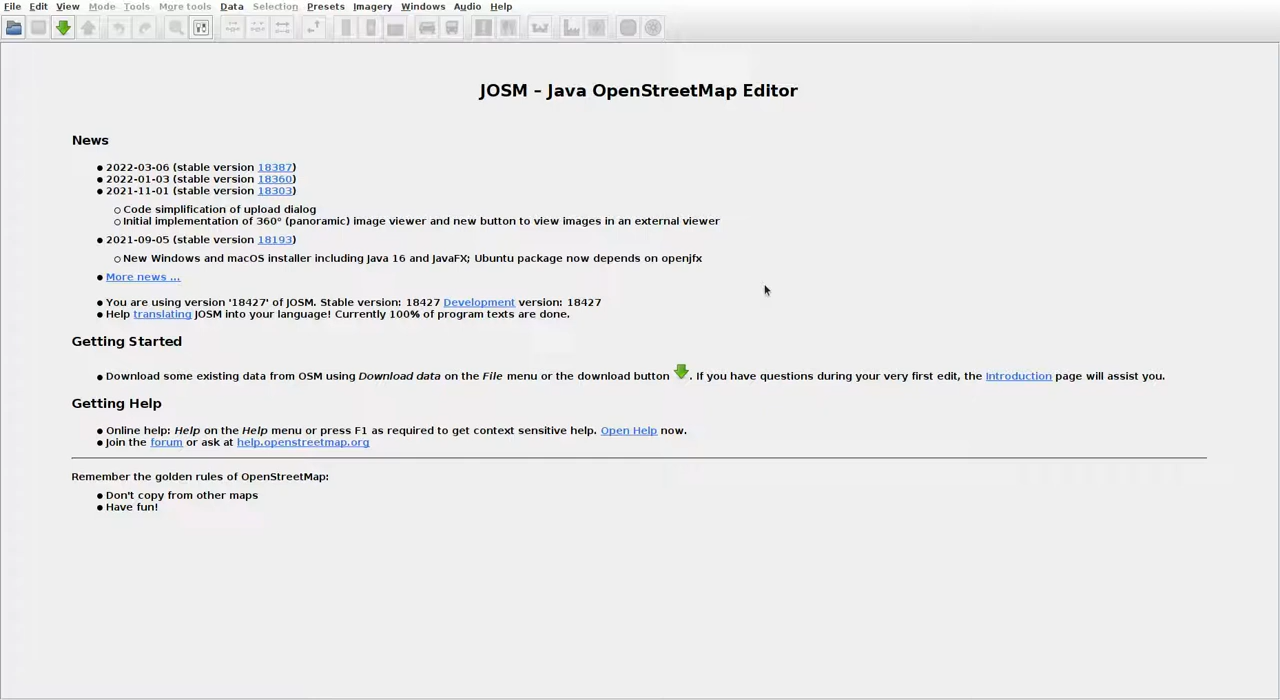 File Edit View Mode Tools More tools Data Selection Presets Imagery Windows Audio Help
JOSM – Java OpenStreetMap Editor
News
● 2022-03-06 (stable version 18387)
● 2022-01-03 (stable version 18360)
● 2021-11-01 (stable version 18303)
○ Code simplification of upload dialog
○ Initial implementation of 360° (panoramic) image viewer and new button to view images in an external viewer
● 2021-09-05 (stable version 18193)
○ New Windows and macOS installer including Java 16 and JavaFX; Ubuntu package now depends on openjfx
● More news ...
● You are using version '18427' of JOSM. Stable version: 18427 Development version: 18427
● Help translating JOSM into your language! Currently 100% of program texts are done.
Getting Started
● Download some existing data from OSM using Download data on the File menu or the download button . If you have questions during your very first edit, the Introduction page will assist you.
Getting Help
● Online help: Help on the Help menu or press F1 as required to get context sensitive help. Open Help now.
● Join the forum or ask at help.openstreetmap.org
Remember the golden rules of OpenStreetMap:
● Don't copy from other maps
● Have fun!